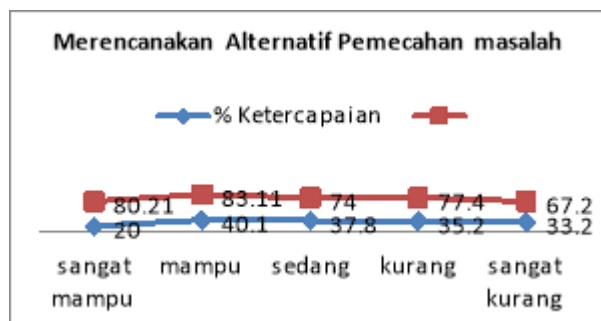 Merencanakan Alternatif Pemecahan masalah
% Ketercapaian
80.21 83.11 74 77.4 67.2
20 40.1 37.8 35.2 33.2
sangat mampu sedang kurang sangat
mampu kurang